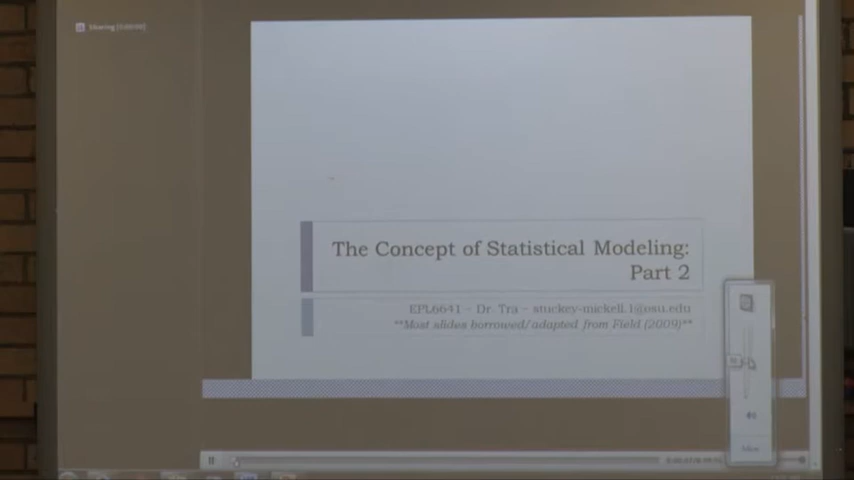 The Concept of Statistical Modeling:
Part 2
EPL6641 – Dr. Tra – stuckey-mickell.1@osu.edu
**Most slides borrowed/adapted from Field (2009)**